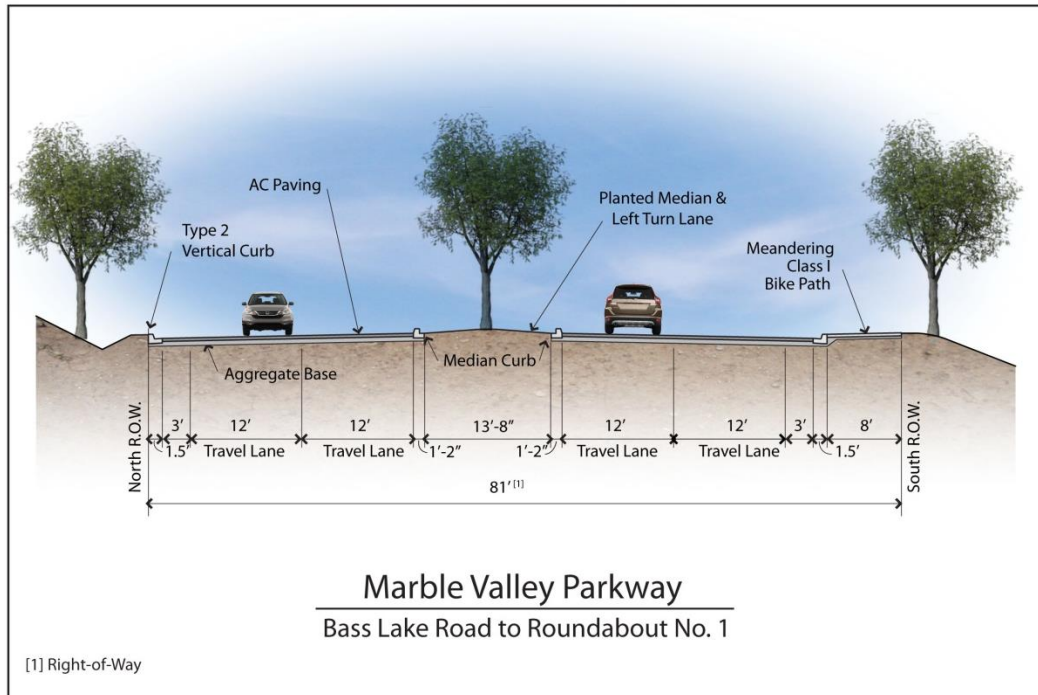 AC Paving
Planted Median &
Left Turn Lane
Type 2
Vertical Curb
Meandering
Class I
Bike Path
Aggregate Base
Median Curb
North R.O.W.
1.5’
3’
12’
Travel Lane
12’
Travel Lane
1’-2”
13’-8”
1’-2”
12’
Travel Lane
12’
Travel Lane
3’
1.5’
8’
South R.O.W.
81’ [1]
Marble Valley Parkway
Bass Lake Road to Roundabout No. 1
[1] Right-of-Way